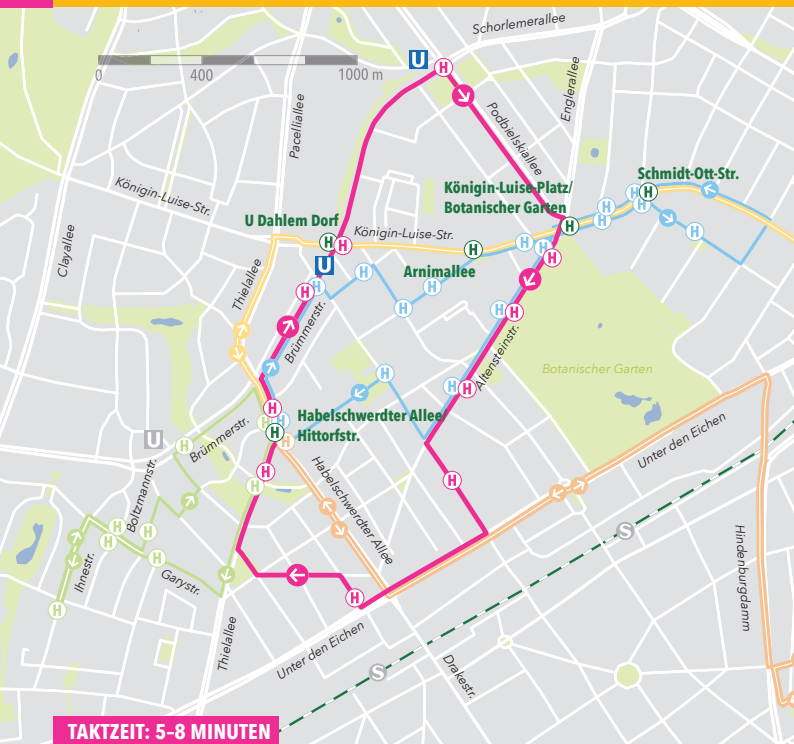 Schorlemerallee
U
H
0 400 1000 m
Englerallee
Pacelliallee
Podbielskiallee
Königin-Luise-Str.
Schmidt-Ott-Str.
H
H
H
H
H
H
H
Königin-Luise-Platz/
Botanischer Garten
H
U Dahlem Dorf
H
H
Königin-Luise-Str.
H
H
H
H
Clayallee
U
Arnimallee
H
H
H
H
H
Thielallee
H
H
Brümmerstr.
Altensteinstr.
Botanischer Garten
H
H
H
H
H
H
Habelschwerdter Allee/
Hittorfstr.
H
H
H
U
H
Brümmerstr.
Unter den Eichen
H
H
H
Boltzmannstr.
Habelschwerdter Allee
H
H
H
H
S
Hindenburgdamm
Ihnestr.
Garystr.
H
H
Thielallee
Unter den Eichen
S
Drakestr.
TAKTZEIT: 5-8 MINUTEN